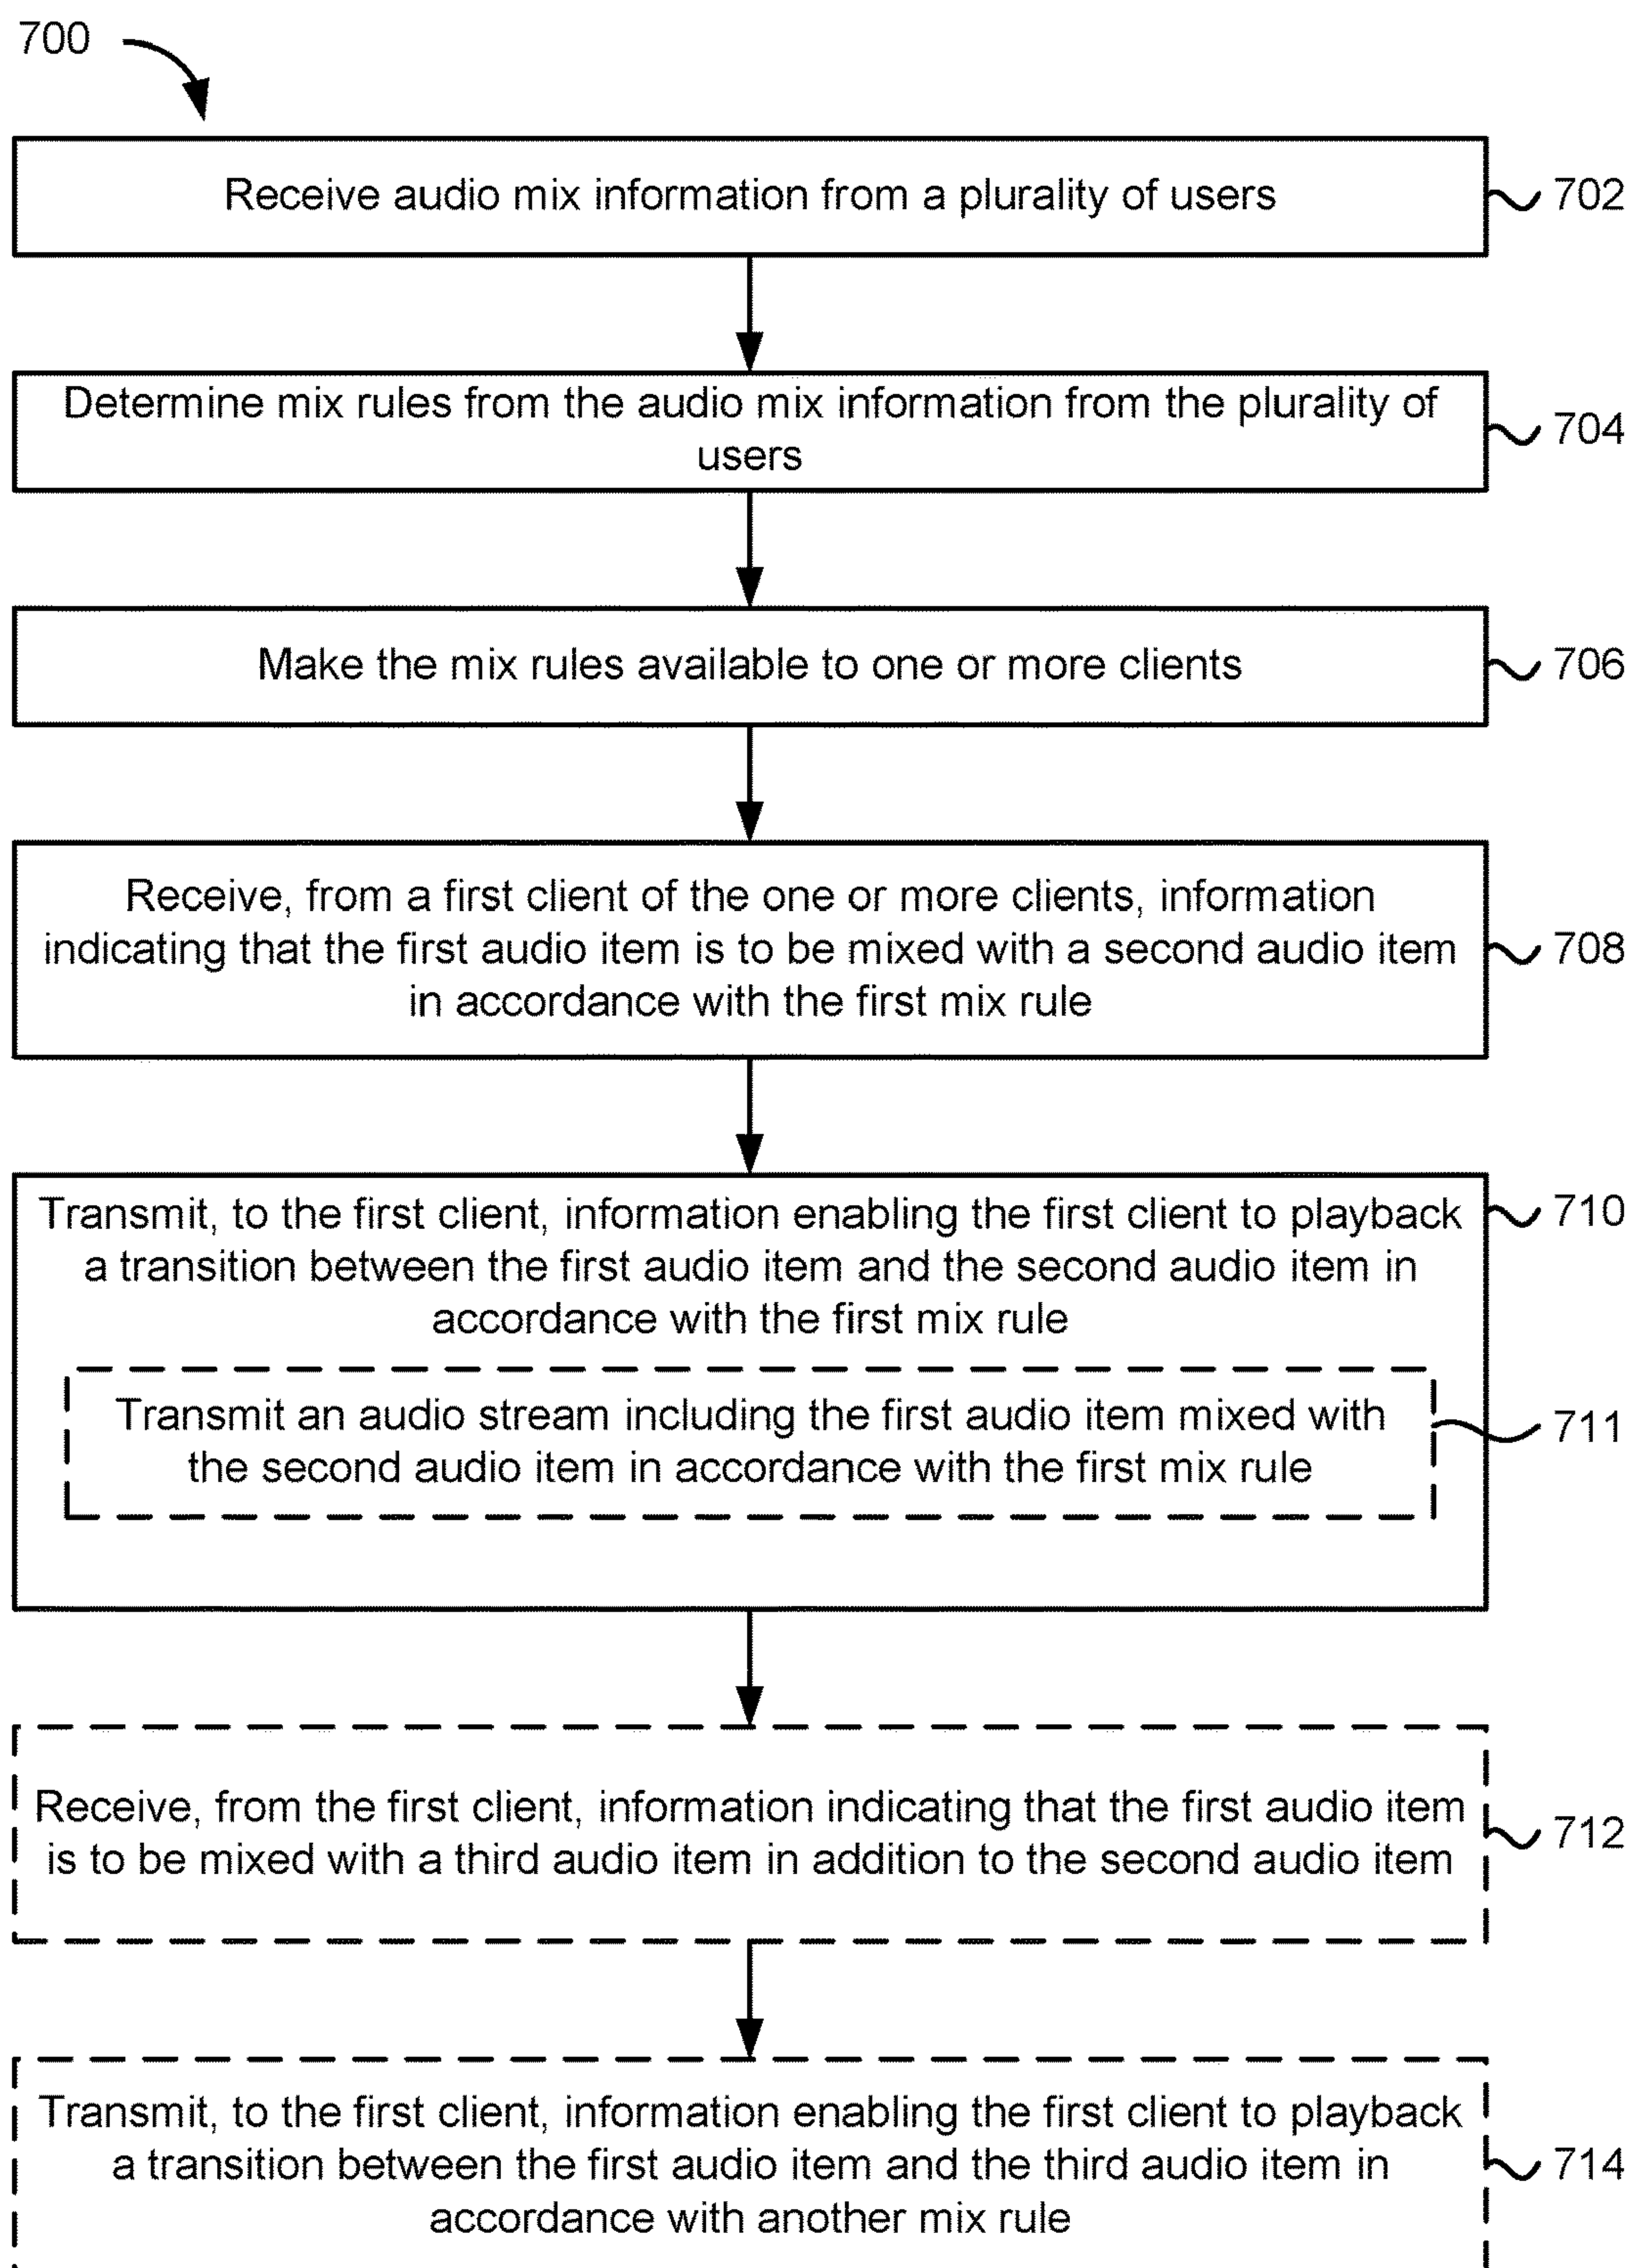 700
Receive audio mix information from a plurality of users
702
Determine mix rules from the audio mix information from the plurality of
users
704
Make the mix rules available to one or more clients
706
Receive, from a first client of the one or more clients, information
indicating that the first audio item is to be mixed with a second audio item
in accordance with the first mix rule
708
Transmit, to the first client, information enabling the first client to playback
a transition between the first audio item and the second audio item in
accordance with the first mix rule
710
Transmit an audio stream including the first audio item mixed with
the second audio item in accordance with the first mix rule
711
Receive, from the first client, information indicating that the first audio item
is to be mixed with a third audio item in addition to the second audio item
712
Transmit, to the first client, information enabling the first client to playback
a transition between the first audio item and the third audio item in
accordance with another mix rule
714